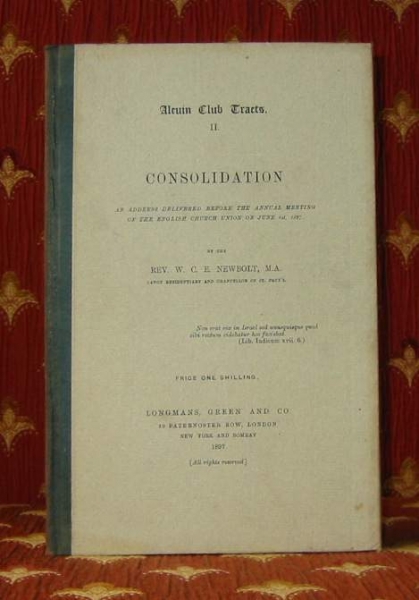 Alcuin Club Tracts.
II.
CONSOLIDATION
AN ADDRESS DELIVERED BEFORE THE ANNUAL MEETING
OF THE ENGLISH CHURCH UNION ON JUNE 1897
BY THE
REV. W. C. E. NEWBOLT, M.A.
CANON RESIDENTIARY AND CHANCELLOR OF ST. PAUL'S
Non erat rex in Israel sed unusquisque quod
sibi rectum videbatur hoc faciebat.
(Lib. Iudicum xvii. 6.)
PRICE ONE SHILLING.
LONGMANS, GREEN AND CO
39 PATERNOSTER ROW, LONDON
NEW YORK AND BOMBAY
1897
[All rights reserved]